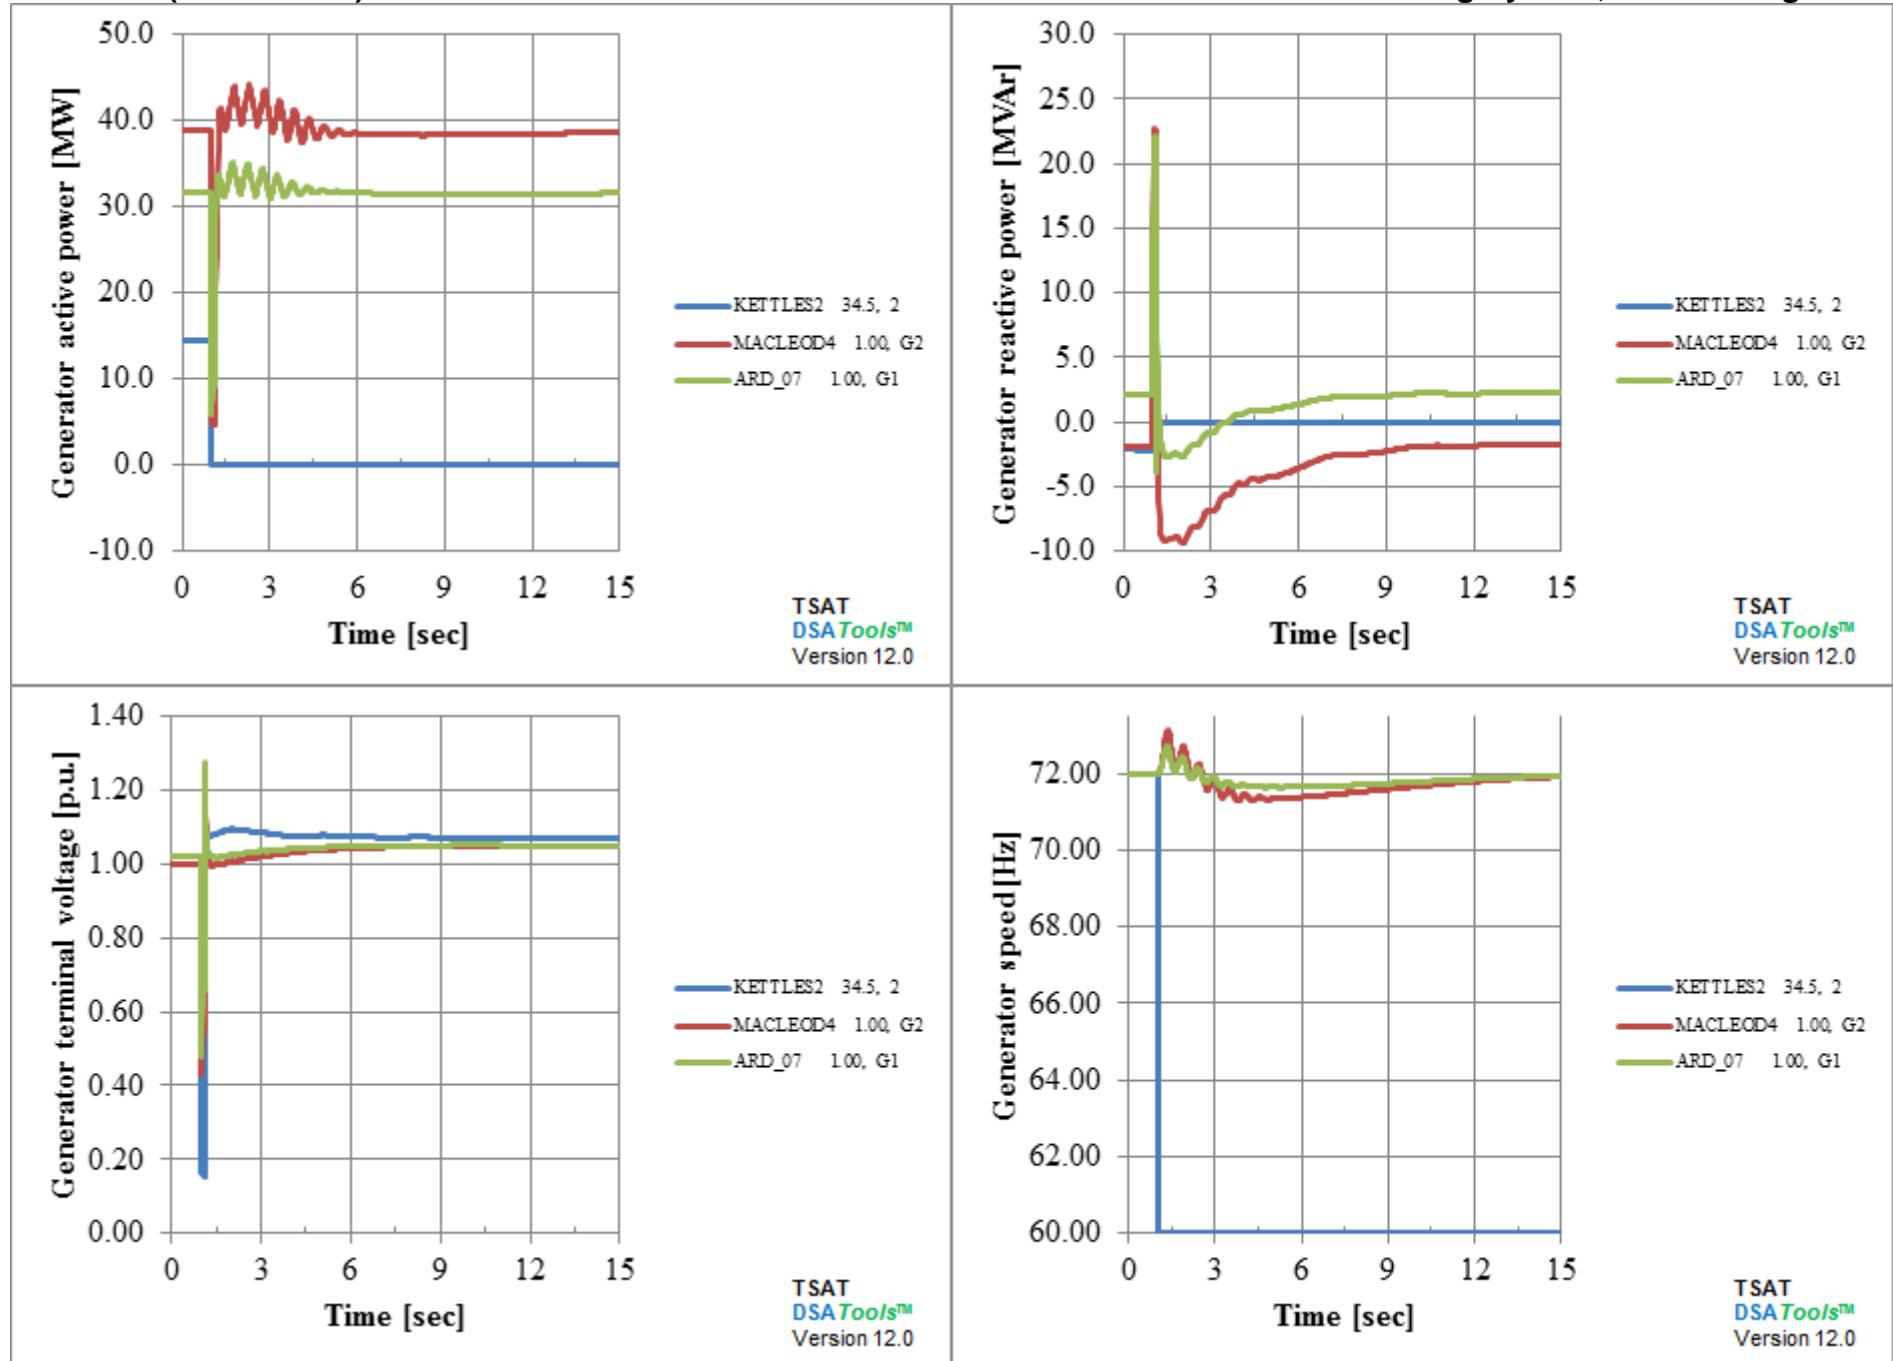 50.0
40.0
30.0
20.0
10.0
0.0
-10.0
0 3 6 9 12 15
Generator active power [MW]
Time [sec]
KETTLES2 34.5, 2
MACLEOD4 1.00, G2
ARD_07 1.00, G1
TSAT
DSATools™
Version 12.0
30.0
25.0
20.0
15.0
10.0
5.0
0.0
-5.0
-10.0
0 3 6 9 12 15
Generator reactive power [MVAr]
Time [sec]
KETTLES2 34.5, 2
MACLEOD4 1.00, G2
ARD_07 1.00, G1
TSAT
DSATools™
Version 12.0
1.40
1.20
1.00
0.80
0.60
0.40
0.20
0.00
0 3 6 9 12 15
Generator terminal voltage [p.u.]
Time [sec]
KETTLES2 34.5, 2
MACLEOD4 1.00, G2
ARD_07 1.00, G1
TSAT
DSATools™
Version 12.0
72.00
70.00
68.00
66.00
64.00
62.00
60.00
0 3 6 9 12 15
Generator speed[Hz]
Time [sec]
KETTLES2 34.5, 2
MACLEOD4 1.00, G2
ARD_07 1.00, G1
TSAT
DSATools™
Version 12.0